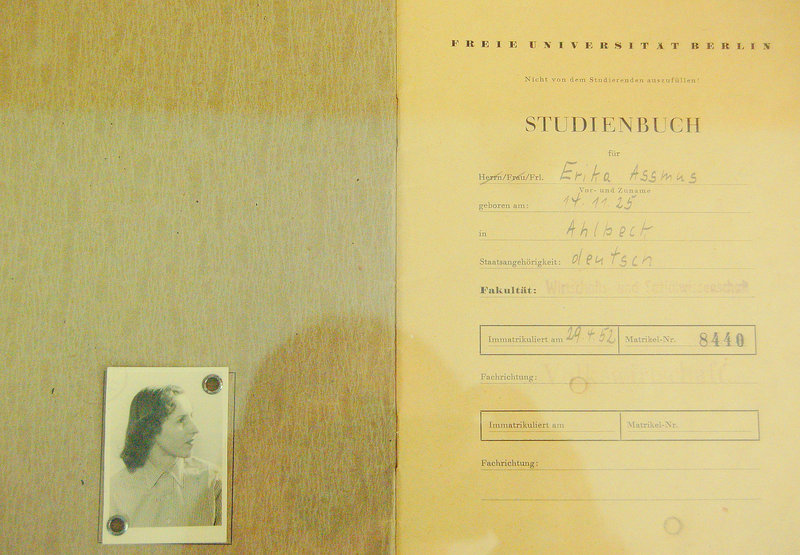 FREIE UNIVERSITÄT BERLIN
Nicht von dem Studierenden auszufüllen!
STUDIENBUCH
für
Herrn/Frau/Frl. Erika Assmus
Vor- und Zuname
geboren am: 14 11. 25
in Ahlbeck
Staatsangehörigkeit: deutsch
Fakultät: Wirtschafts- und Sozialwissenschaft
Immatrikuliert am 29 4. 52 Matrikel-Nr. 8440
Fachrichtung:
Immatrikuliert am Matrikel-Nr.
Fachrichtung: